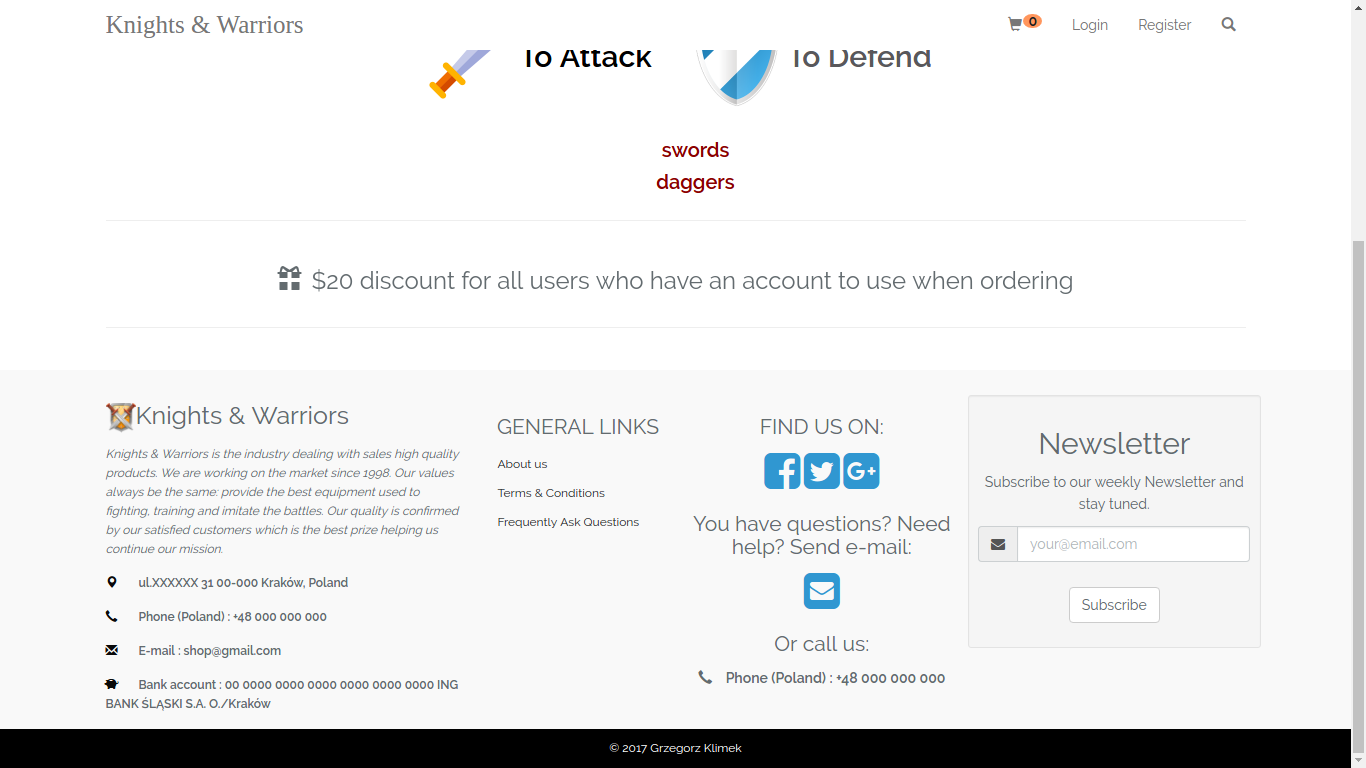 Knights & Warriors
0
Login
Register
To Attack
To Defend
swords
daggers
$20 discount for all users who have an account to use when ordering
Knights & Warriors
Knights & Warriors is the industry dealing with sales high quality
products. We are working on the market since 1998. Our values
always be the same: provide the best equipment used to
fighting, training and imitate the battles. Our quality is confirmed
by our satisfied customers which is the best prize helping us
continue our mission.
ul.XXXXXX 31 00-000 Kraków, Poland
Phone (Poland) : +48 000 000 000
E-mail : shop@gmail.com
Bank account : 00 0000 0000 0000 0000 0000 0000 ING
BANK ŚLĄSKI S.A. O./Kraków
GENERAL LINKS
About us
Terms & Conditions
Frequently Ask Questions
FIND US ON:
You have questions? Need
help? Send e-mail:
Or call us:
Phone (Poland) : +48 000 000 000
Newsletter
Subscribe to our weekly Newsletter and
stay tuned.
your@email.com
Subscribe
© 2017 Grzegorz Klimek